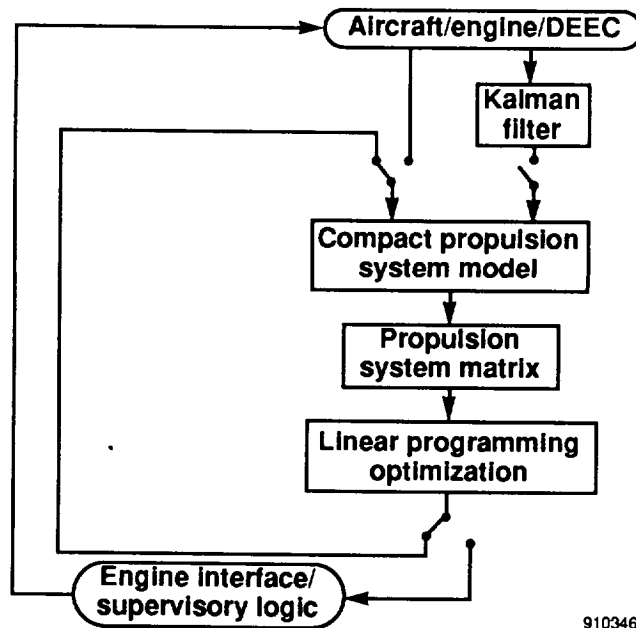 Aircraft/engine/DEEC
Kalman
filter
Compact propulsion
system model
Propulsion
system matrix
Linear programming
optimization
Engine interface/
supervisory logic
910346